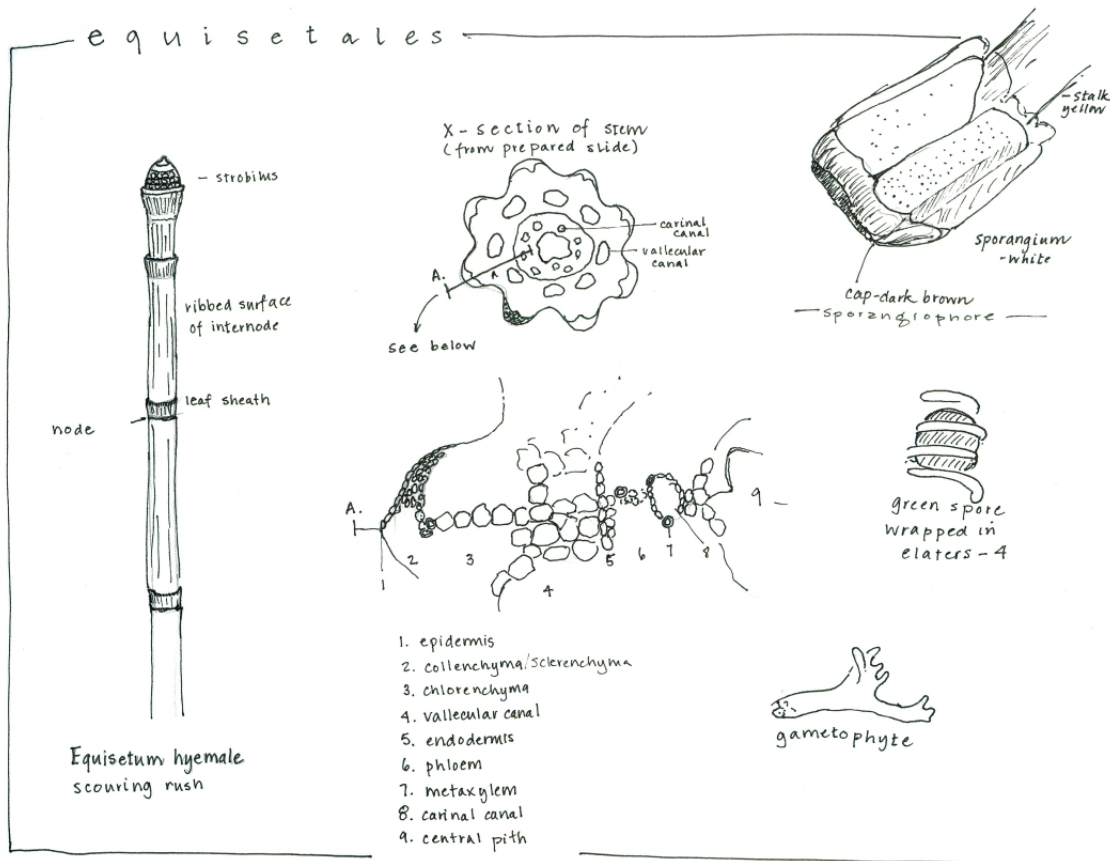 equisetales
- strobilus
ribbed surface
of internode
leaf sheath
node
Equisetum hyemale
scouring rush
X-section of stem
(from prepared slide)
carinal
canal
vallecular
canal
A.
see below
- stalk
yellow
sporangium
- white
cap-dark brown
sporangiophore
A.
1
2
3
4
5
6
7
8
9
1. epidermis
2. collenchyma/sclerenchyma
3. chlorenchyma
4. vallecular canal
5. endodermis
6. phloem
7. metaxylem
8. carinal canal
9. central pith
green spore
wrapped in
elaters - 4
gametophyte